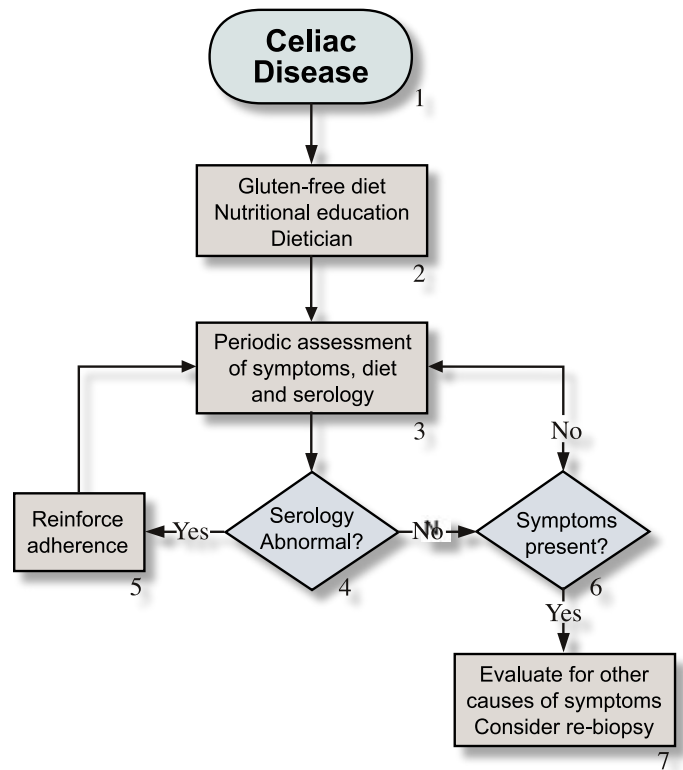 Celiac
Disease
1
Gluten-free diet
Nutritional education
Dietician
2
Periodic assessment
of symptoms, diet
and serology
3
No
Reinforce
adherence
5
Yes
Serology
Abnormal?
4
No
Symptoms
present?
6
Yes
Evaluate for other
causes of symptoms
Consider re-biopsy
7